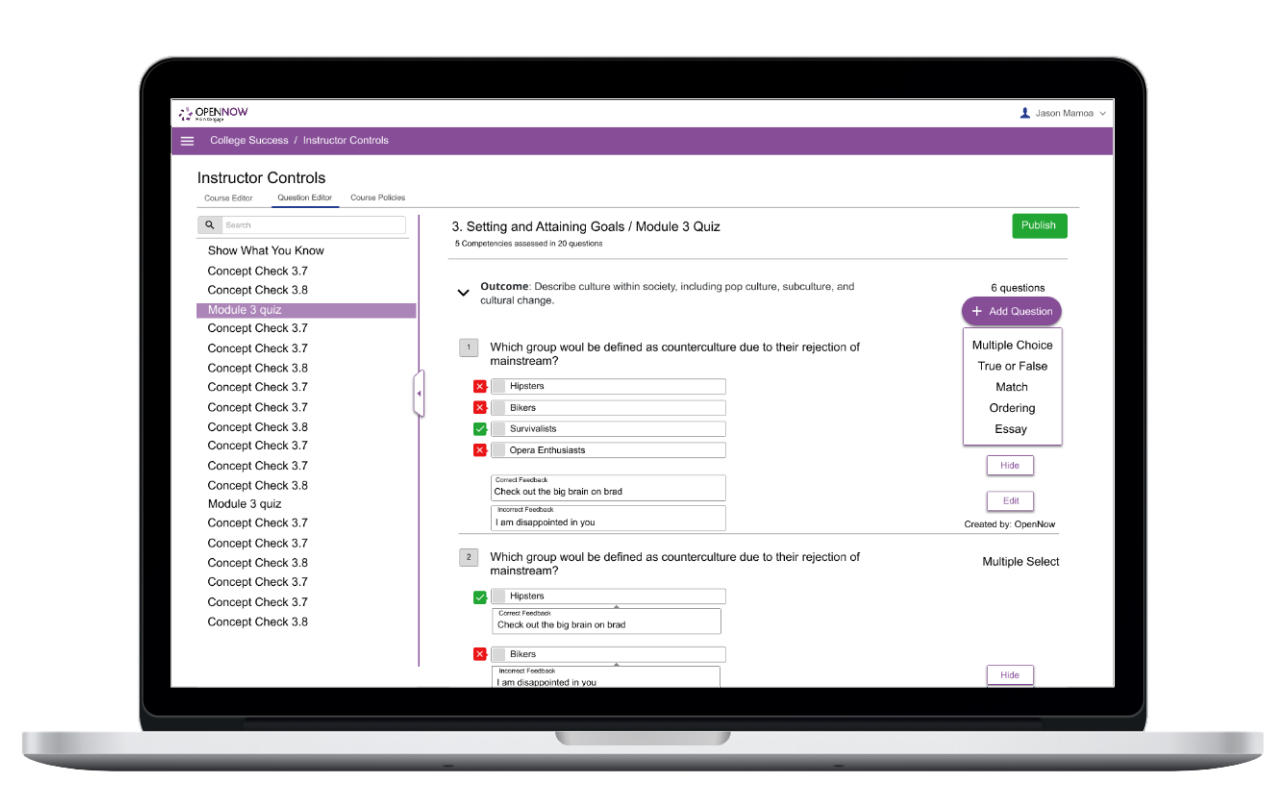 OPENNOW
Jason Mamoa
College Success / Instructor Controls
Instructor Controls
Course Editor Question Editor Course Policies
Search
Show What You Know
Concept Check 3.7
Concept Check 3.8
Module 3 quiz
Concept Check 3.7
Concept Check 3.7
Concept Check 3.8
Concept Check 3.7
Concept Check 3.7
Concept Check 3.8
Concept Check 3.7
Concept Check 3.7
Concept Check 3.8
Module 3 quiz
Concept Check 3.7
Concept Check 3.7
Concept Check 3.8
Concept Check 3.7
Concept Check 3.7
Concept Check 3.8
3. Setting and Attaining Goals / Module 3 Quiz
Publish
5 Competencies assessed in 20 questions
Outcome: Describe culture within society, including pop culture, subculture, and
cultural change.
6 questions
+ Add Question
Multiple Choice
True or False
Match
Ordering
Essay
1 Which group woul be defined as counterculture due to their rejection of
mainstream?
Hipsters
Bikers
Survivalists
Opera Enthusiasts
Hide
Correct Feedback
Check out the big brain on brad
Edit
Incorrect Feedback
I am disappointed in you
Created by: OpenNow
2 Which group woul be defined as counterculture due to their rejection of
mainstream?
Multiple Select
Hipsters
Correct Feedback
Check out the big brain on brad
Bikers
Incorrect Feedback
I am disappointed in you
Hide